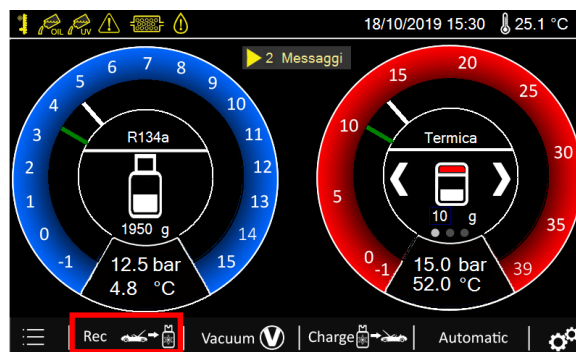 OIL UV 18/10/2019 15:30 25.1 °C
2 Messaggi
-1 0 1 2 3 4 5 6 7 8 9 10 11 12 13 14 15
R134a
1950 g
12.5 bar
4.8 °C
-1 0 5 10 15 20 25 30 35 39
Termica
10 g
15.0 bar
52.0 °C
Rec Vacuum V Charge Automatic